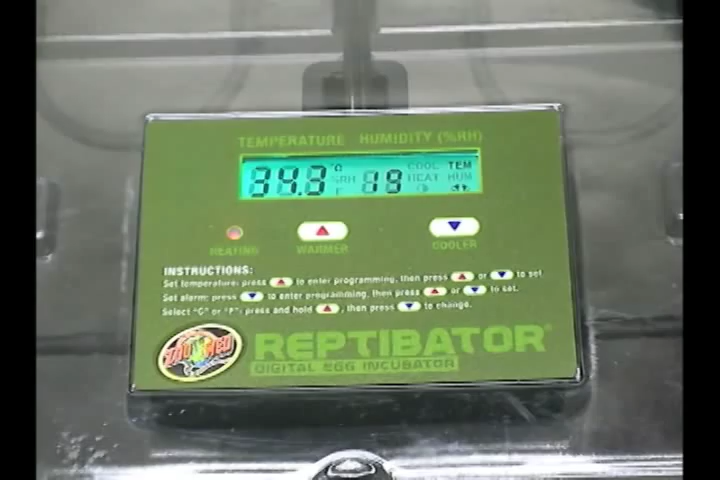 TEMPERATURE HUMIDITY (%RH)
COOL TEM
34.3 %RH 18 HEAT HUM
HEATING WARMER COOLER
INSTRUCTIONS:
Set temperature: press to enter programming, then press or to set.
Set alarm: press to enter programming, then press or to set.
Select "C" or "F": press and hold , then press to change.
ZOO MED
REPTIBATOR
DIGITAL EGG INCUBATOR